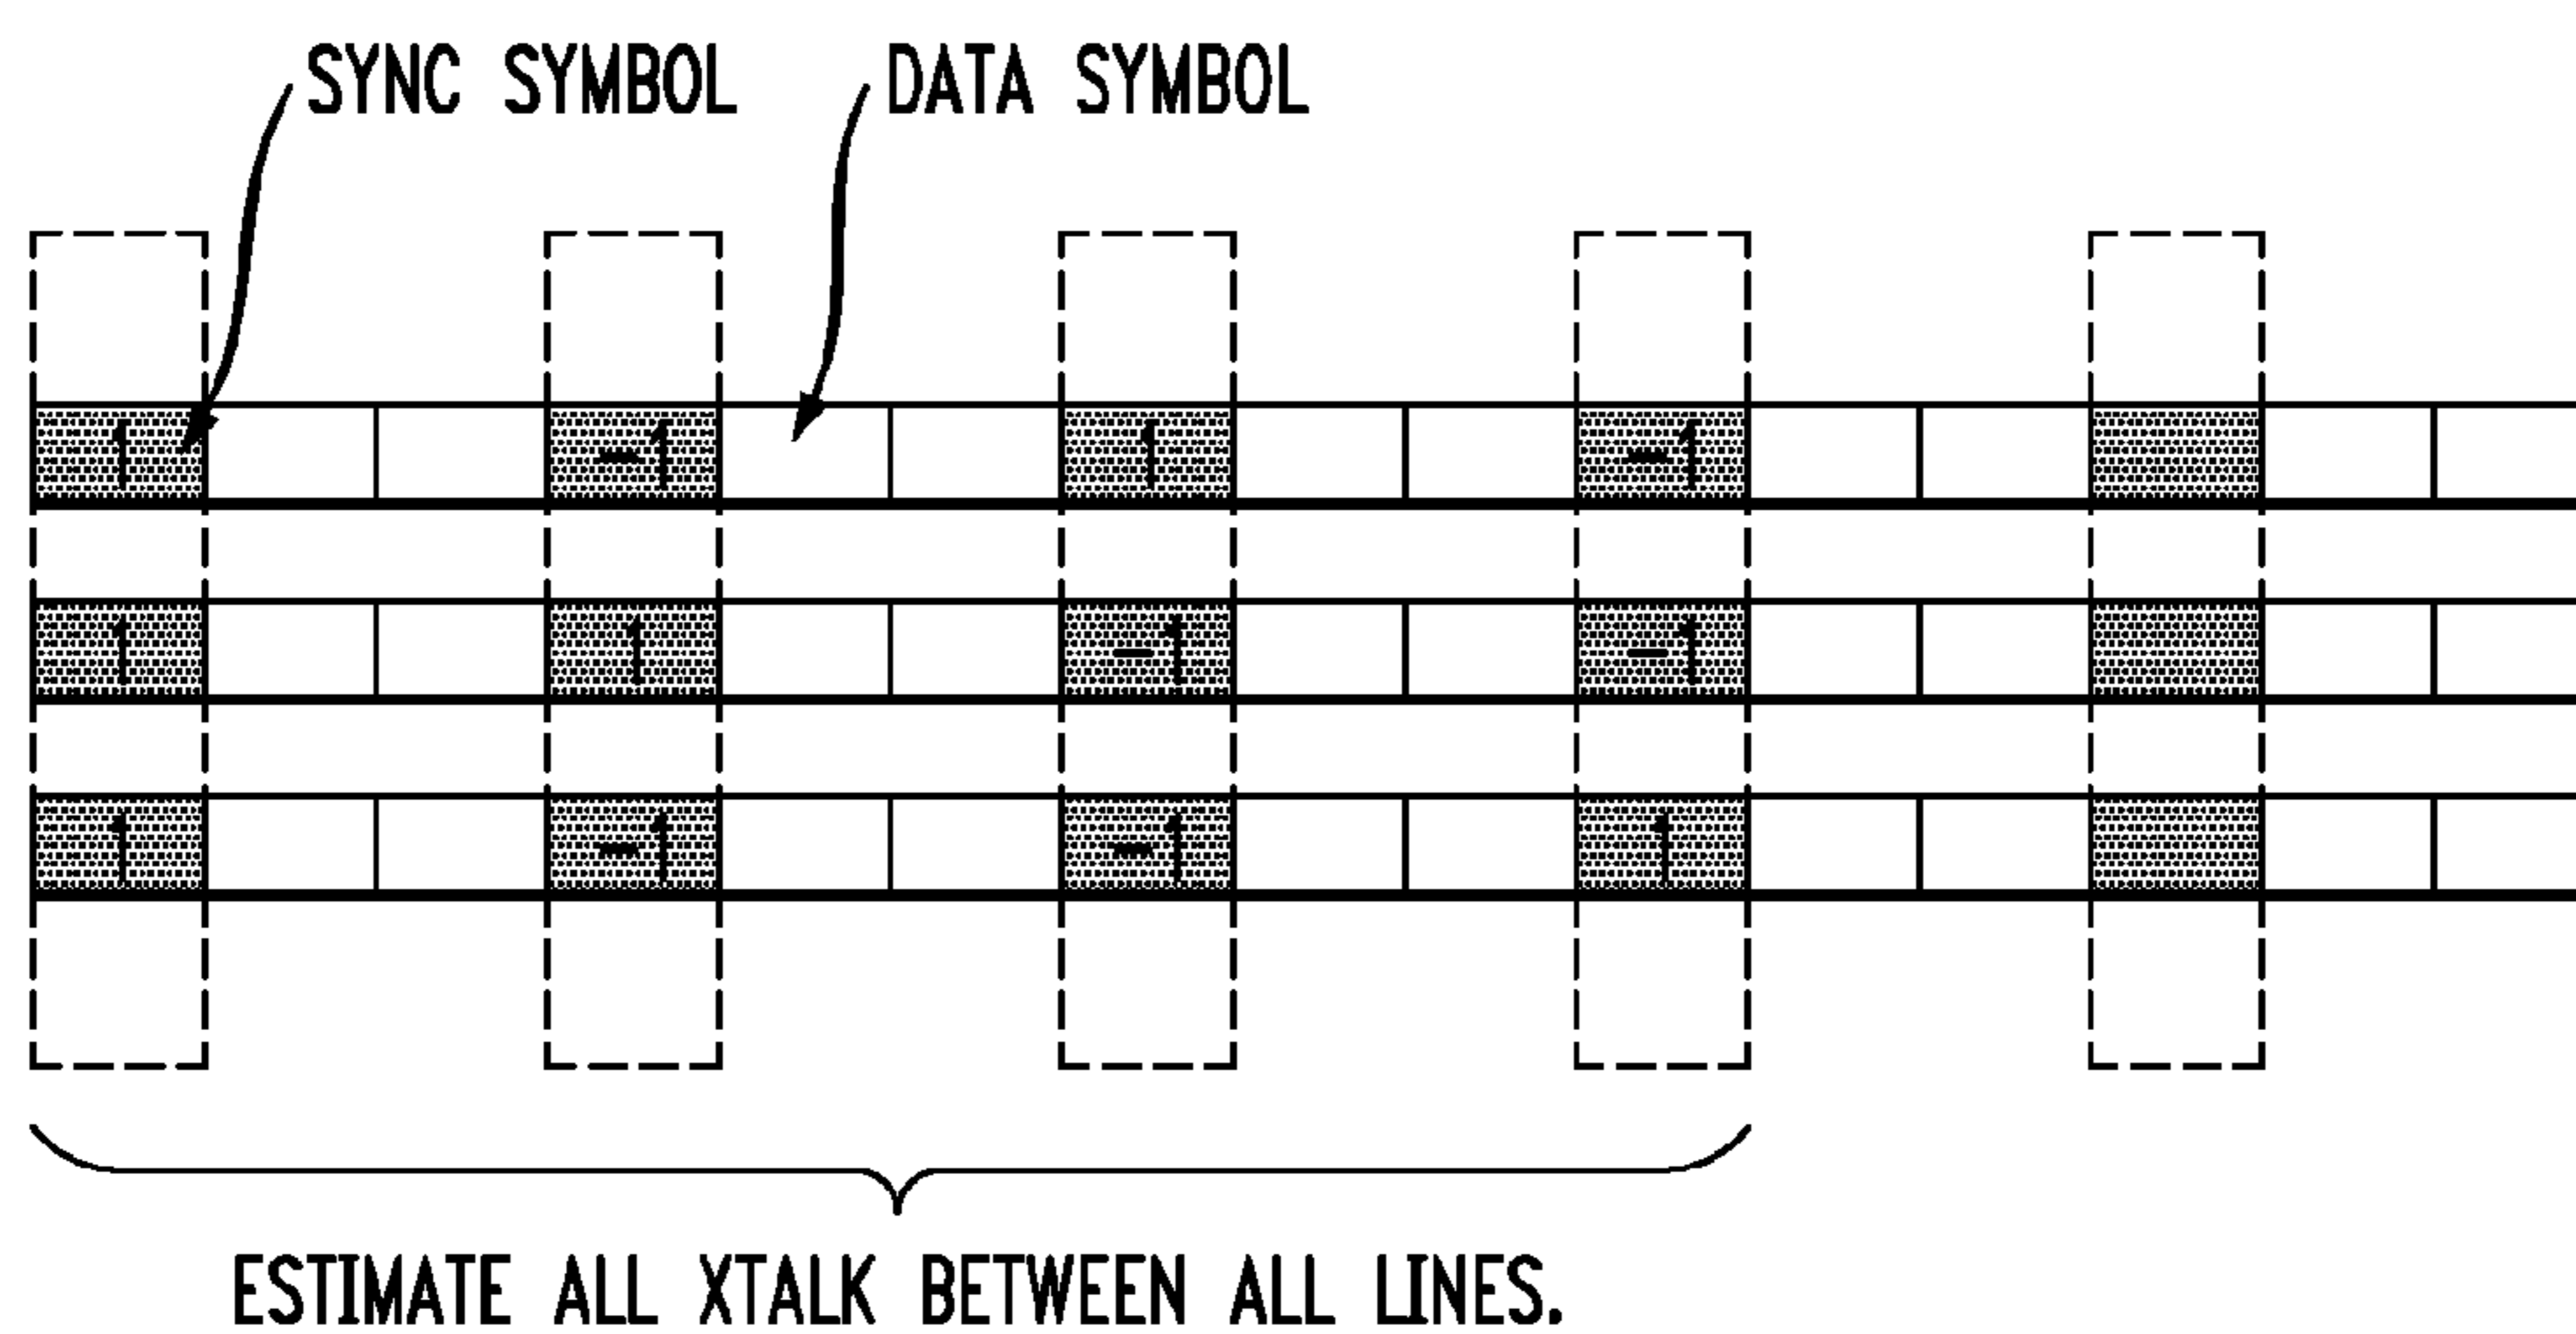 SYNC SYMBOL DATA SYMBOL
1 -1 1 -1
1 1 -1 -1
1 -1 -1 1
ESTIMATE ALL XTALK BETWEEN ALL LINES.